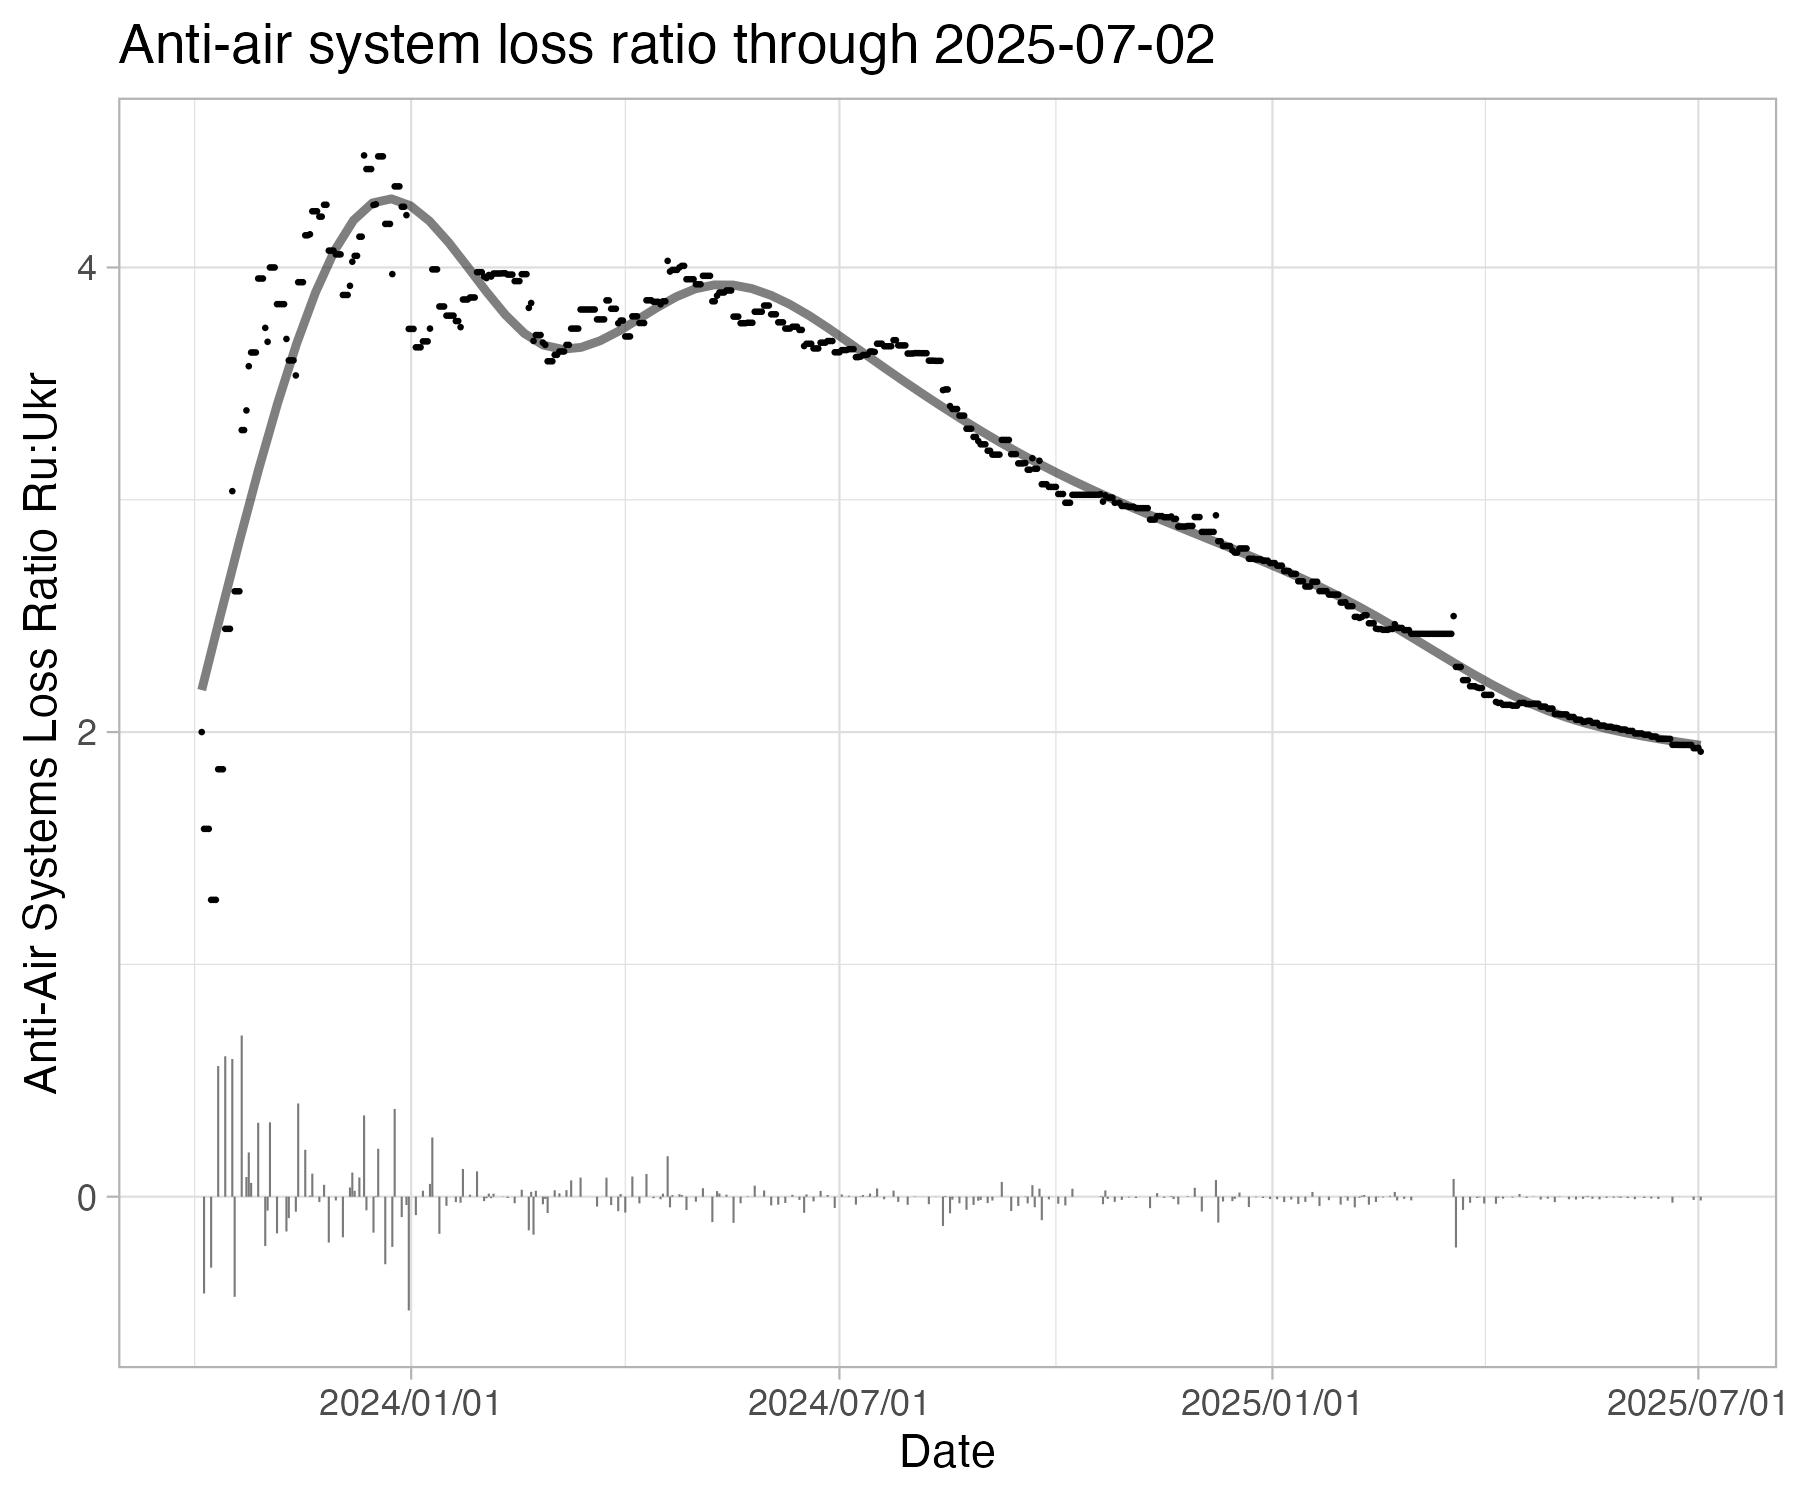 Anti-air system loss ratio through 2025-07-02
Anti-Air Systems Loss Ratio Ru:Ukr
4
2
0
2024/01/01
2024/07/01
2025/01/01
2025/07/01
Date